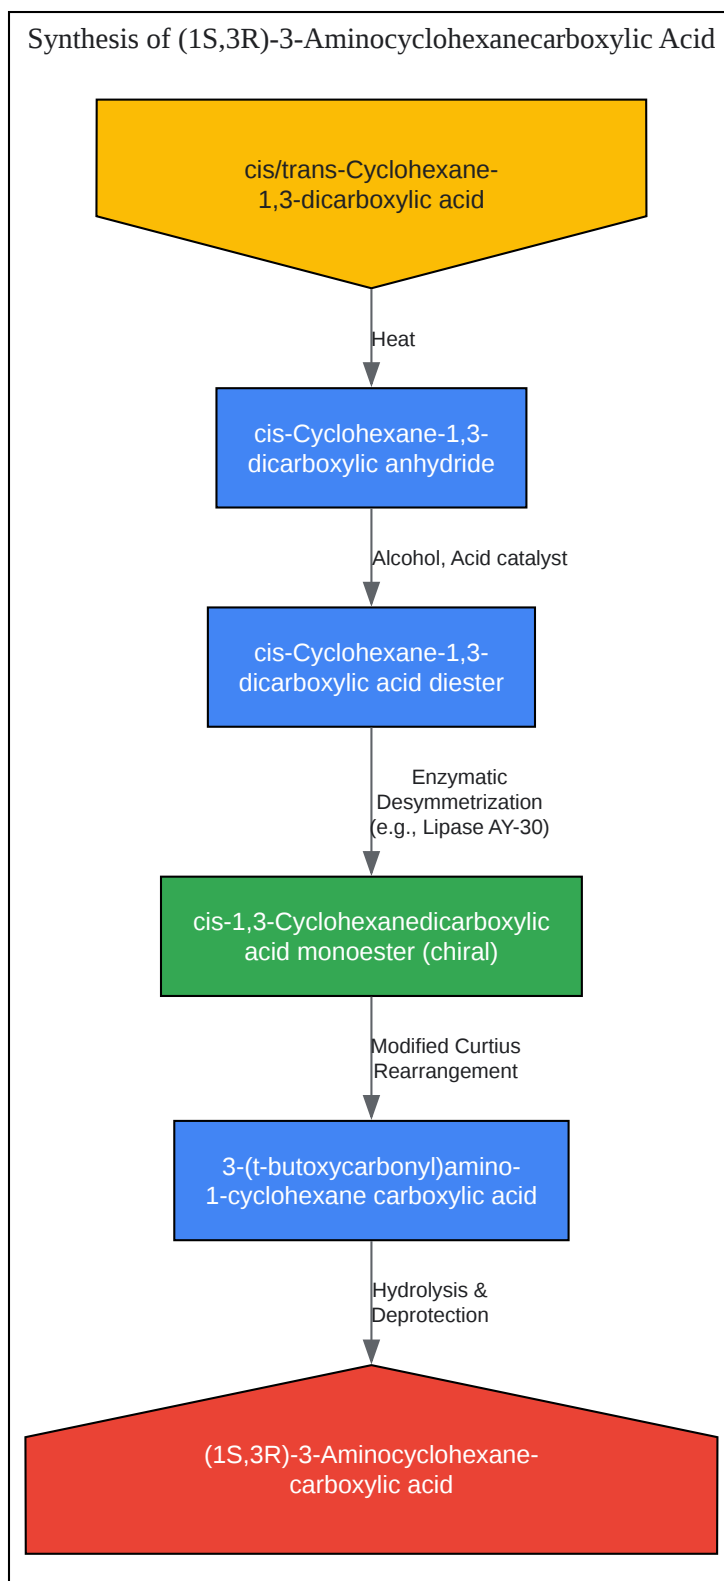 Synthesis of (1S,3R)-3-Aminocyclohexanecarboxylic Acid
cis/trans-Cyclohexane-
1,3-dicarboxylic acid
Heat
cis-Cyclohexane-1,3-
dicarboxylic anhydride
Alcohol, Acid catalyst
cis-Cyclohexane-1,3-
dicarboxylic acid diester
Enzymatic
Desymmetrization
(e.g., Lipase AY-30)
cis-1,3-Cyclohexanedicarboxylic
acid monoester (chiral)
Modified Curtius
Rearrangement
3-(t-butoxycarbonyl)amino-
1-cyclohexane carboxylic acid
Hydrolysis &
Deprotection
(1S,3R)-3-Aminocyclohexane-
carboxylic acid